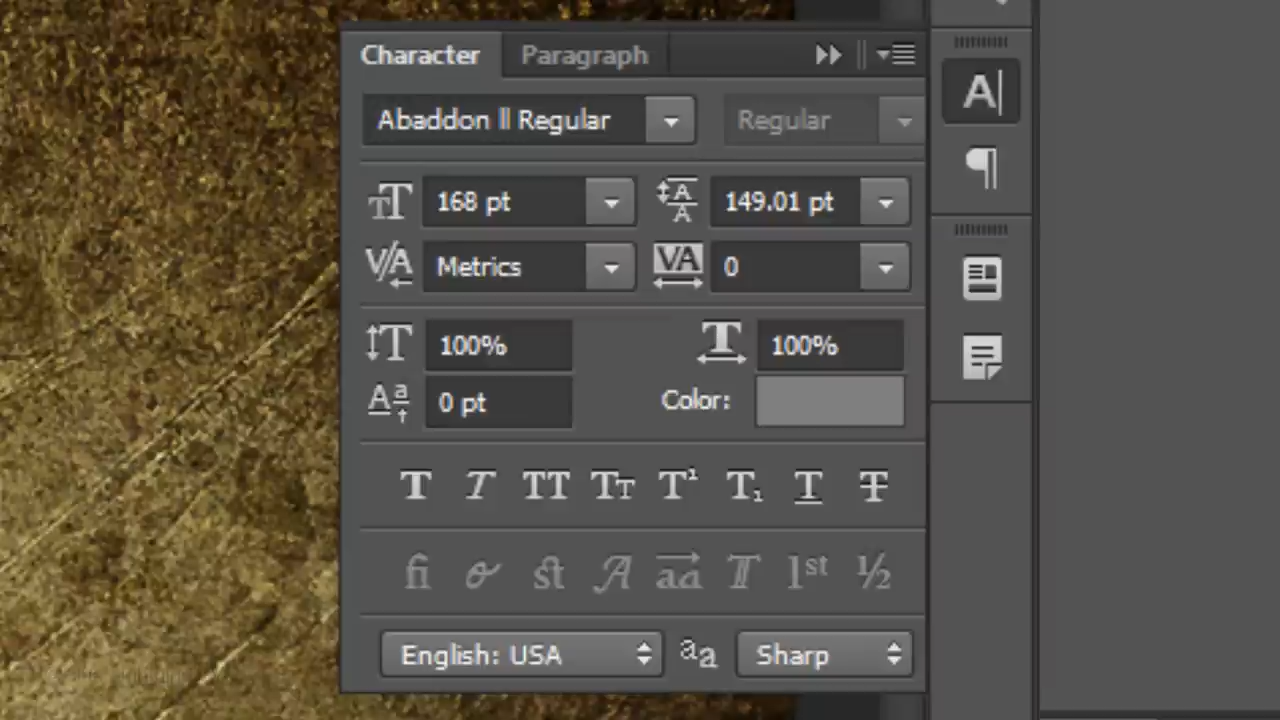 Character Paragraph
Abaddon II Regular Regular
168 pt 149.01 pt
Metrics 0
100% 100%
0 pt Color:
English: USA Sharp